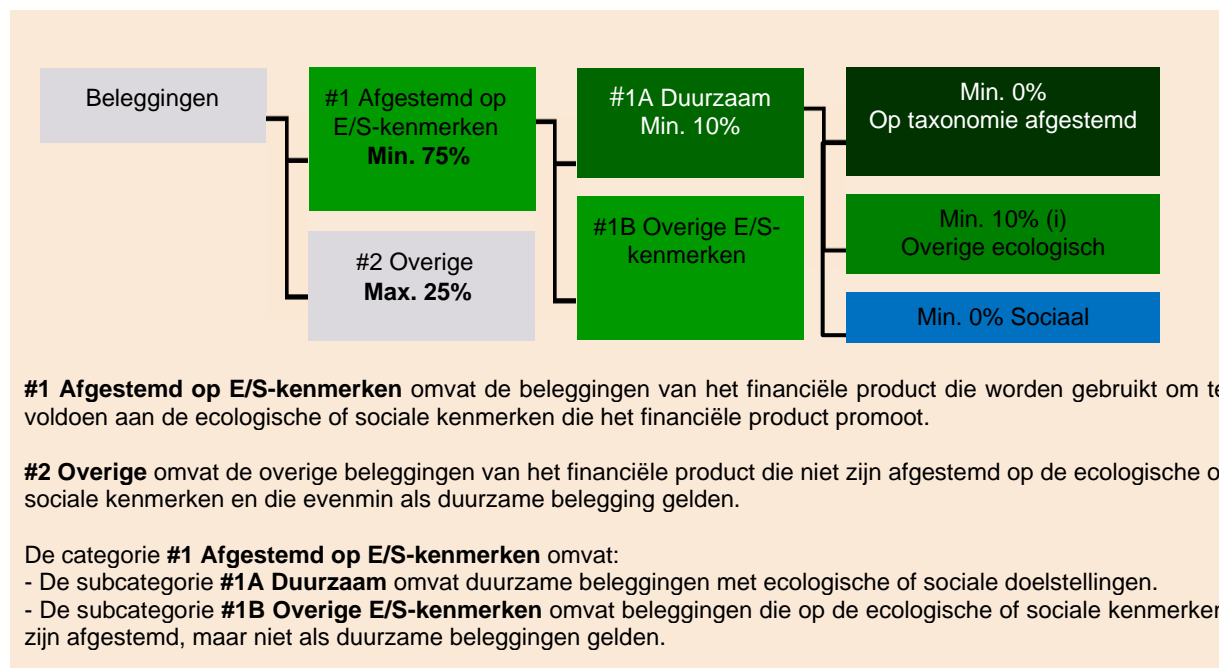 Beleggingen
#1 Afgestemd op
E/S-kenmerken
Min. 75%
#2 Overige
Max. 25%
#1A Duurzaam
Min. 10%
#1B Overige E/S-
kenmerken
Min. 0%
Op taxonomie afgestemd
Min. 10% (i)
Overige ecologisch
Min. 0% Sociaal
#1 Afgestemd op E/S-kenmerken omvat de beleggingen van het financiële product die worden gebruikt om te
voldoen aan de ecologische of sociale kenmerken die het financiële product promoot.
#2 Overige omvat de overige beleggingen van het financiële product die niet zijn afgestemd op de ecologische o
sociale kenmerken en die evenmin als duurzame belegging gelden.
De categorie #1 Afgestemd op E/S-kenmerken omvat:
- De subcategorie #1A Duurzaam omvat duurzame beleggingen met ecologische of sociale doelstellingen.
- De subcategorie #1B Overige E/S-kenmerken omvat beleggingen die op de ecologische of sociale kenmerken
zijn afgestemd, maar niet als duurzame beleggingen gelden.